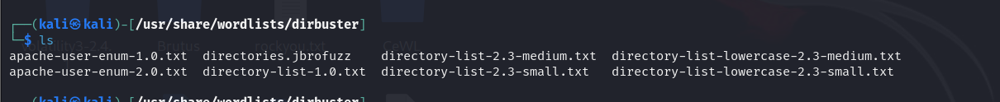 ┌──(kali㉿kali)-[/usr/share/wordlists/dirbuster]
└─$ ls
apache-user-enum-1.0.txt  directories.jbrofuzz    directory-list-2.3-medium.txt  directory-list-lowercase-2.3-medium.txt
apache-user-enum-2.0.txt  directory-list-1.0.txt  directory-list-2.3-small.txt   directory-list-lowercase-2.3-small.txt
┌──(kali㉿kali)-[/usr/share/wordlists/dirbuster]